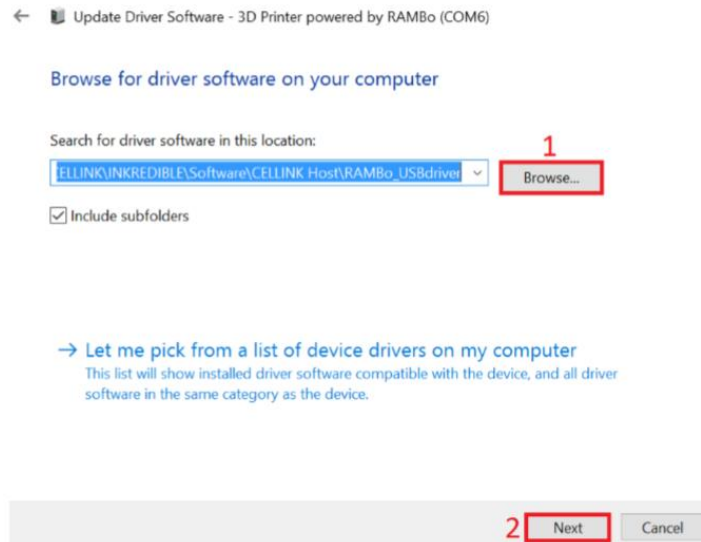 Update Driver Software - 3D Printer powered by RAMBo (COM6)
Browse for driver software on your computer
Search for driver software in this location:
1
ELLINK\INKREDIBLE\Software\CELLINK Host\RAMBo_USBdriver
Browse...
Include subfolders
Let me pick from a list of device drivers on my computer
This list will show installed driver software compatible with the device, and all driver
software in the same category as the device.
2 Next Cancel